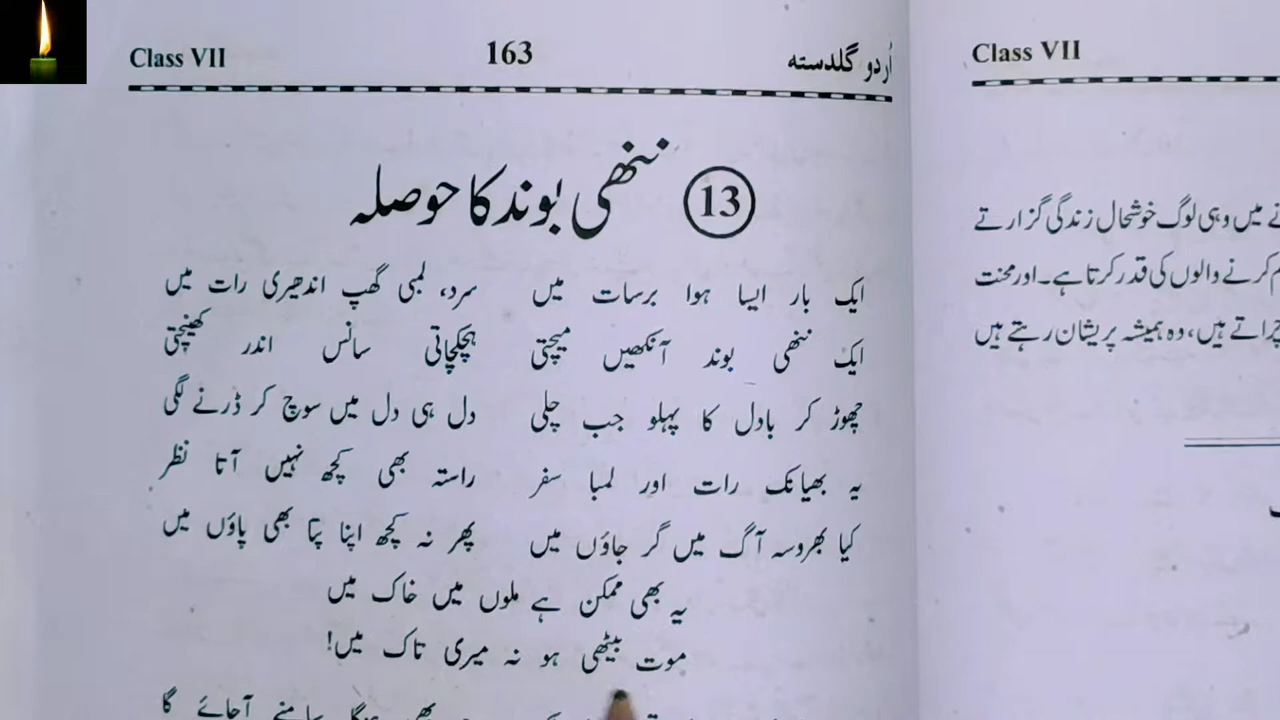 Class VII 163 اُردو گلدستہ
13 ننھی بوند کا حوصلہ
ایک بار ایسا ہوا برسات میں سرد، لمبی گھپ اندھیری رات میں
ایک ننھی بوند آنکھیں میچتی ہچکچاتی سانس اندر کھینچتی
چھوڑ کر بادل کا پہلو جب چلی دل ہی دل میں سوچ کر ڈرنے لگی
یہ بھیانک رات اور لمبا سفر راستہ بھی کچھ نہیں آتا نظر
کیا بھروسہ آگ میں گر جاؤں میں پھر نہ کچھ اپنا پتا بھی پاؤں میں
یہ بھی ممکن ہے ملوں میں خاک میں
موت بیٹھی ہو نہ میری تاک میں!
سامنے آجائے گا
Class VII
میں وہی لوگ خوشحال زندگی گزارتے
کرنے والوں کی قدر کرتا ہے۔ اور محنت
چراتے ہیں، وہ ہمیشہ پریشان رہتے ہیں